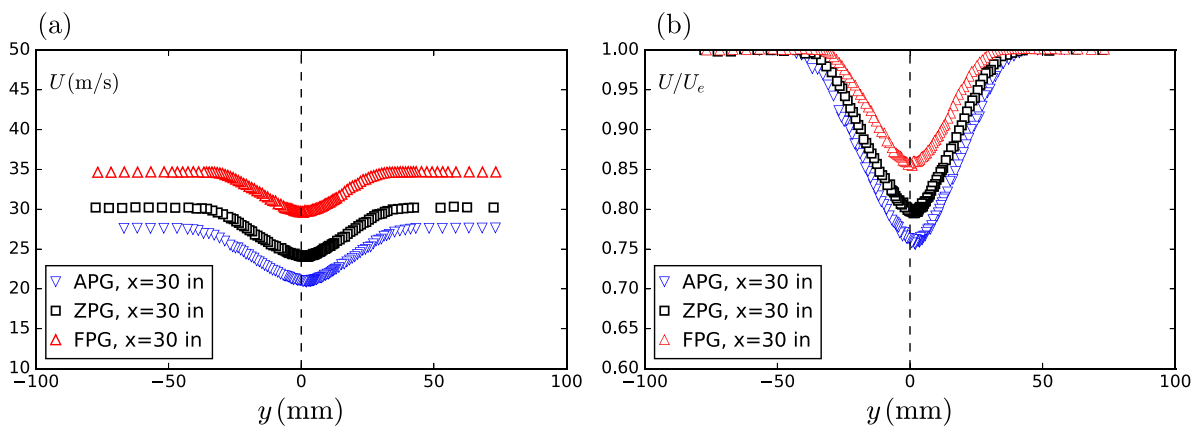 (a)
50
45
40
35
30
25
20
15
10
U (m/s)
APG, x=30 in
ZPG, x=30 in
FPG, x=30 in
−100
−50
0
50
100
y (mm)
(b)
1.00
0.95
0.90
0.85
0.80
0.75
0.70
0.65
0.60
U/Ue
APG, x=30 in
ZPG, x=30 in
FPG, x=30 in
−100
−50
0
50
100
y (mm)